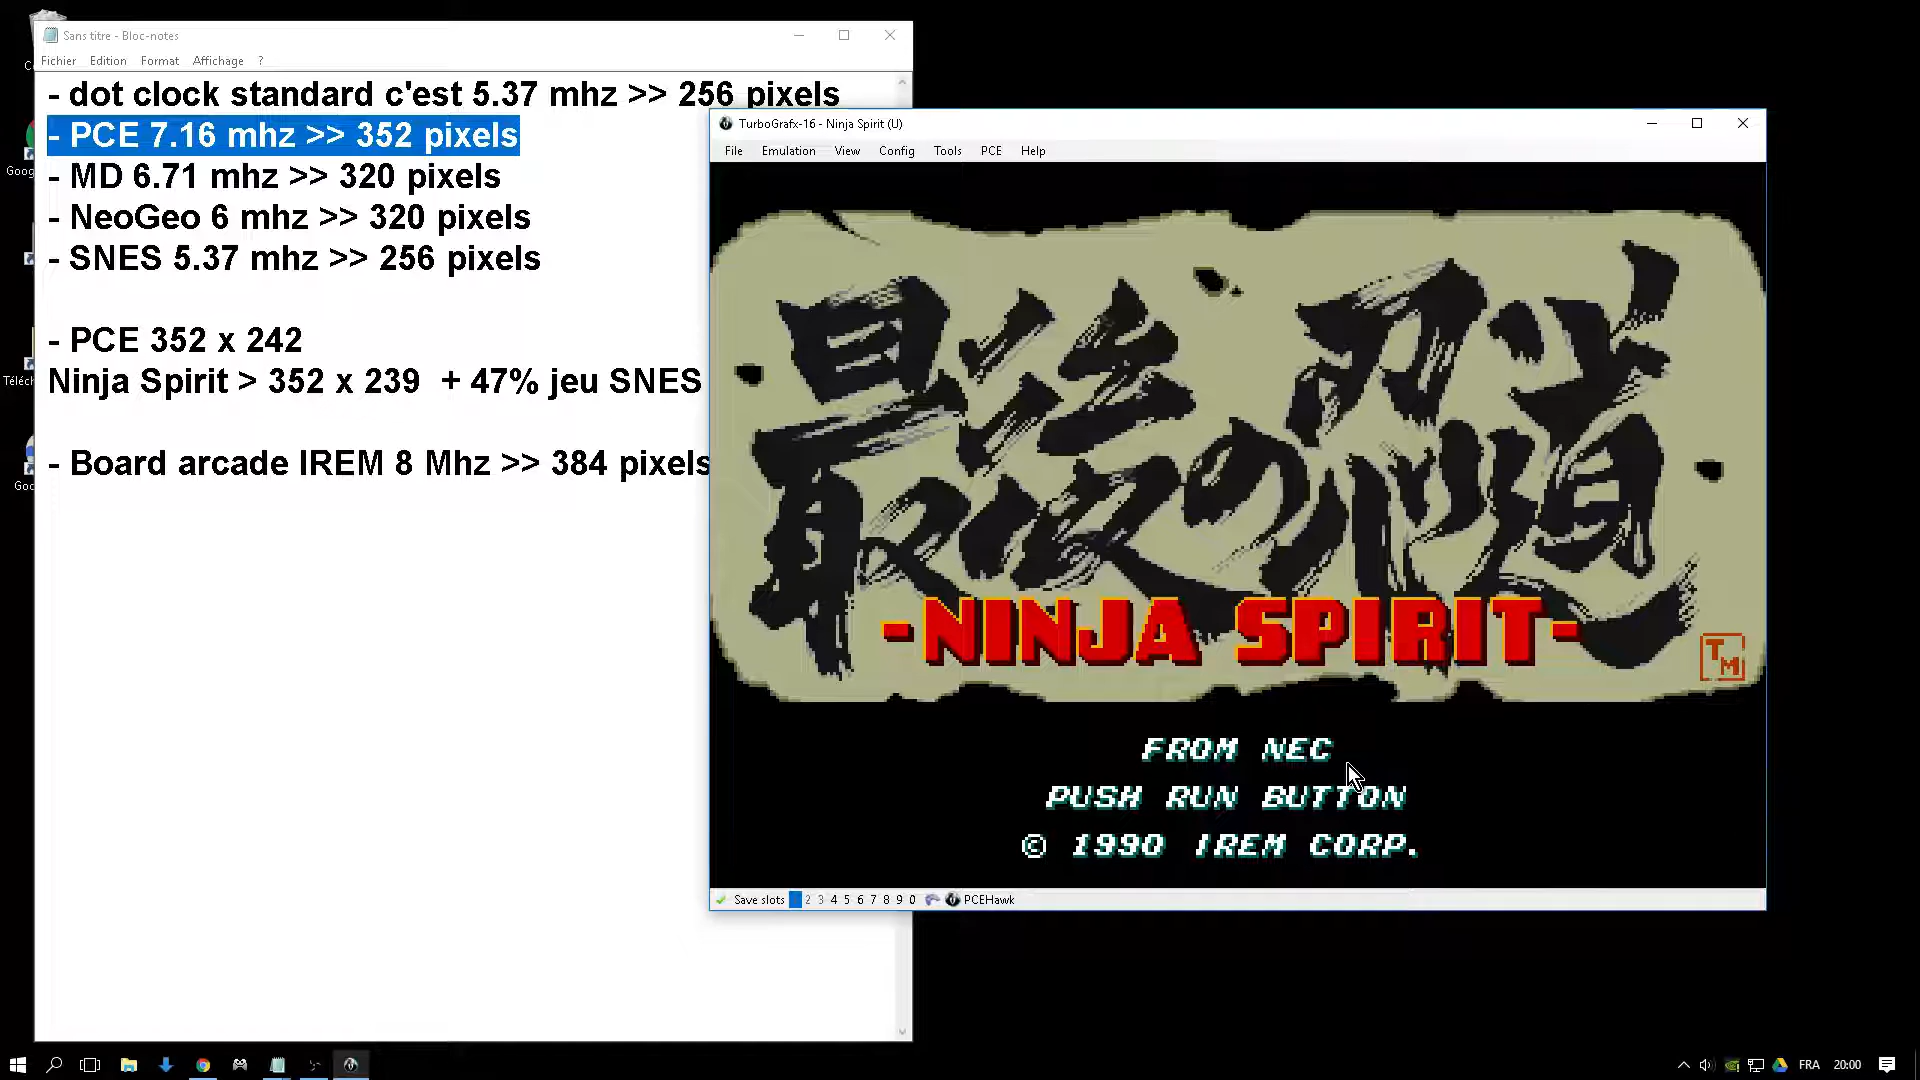 Sans titre - Bloc-notes
Fichier Edition Format Affichage ?
- dot clock standard c'est 5.37 mhz >> 256 pixels
- PCE 7.16 mhz >> 352 pixels
- MD 6.71 mhz >> 320 pixels
- NeoGeo 6 mhz >> 320 pixels
- SNES 5.37 mhz >> 256 pixels
- PCE 352 x 242
Ninja Spirit > 352 x 239 + 47% jeu SNES
- Board arcade IREM 8 Mhz >> 384 pixels
Goog
Téléch
Goo
TurboGrafx-16 - Ninja Spirit (U)
File Emulation View Config Tools PCE Help
最後の忍道
-NINJA SPIRIT-
TM
FROM NEC
PUSH RUN BUTTON
© 1990 IREM CORP.
Save slots 2 3 4 5 6 7 8 9 0 PCEHawk
FRA 20:00